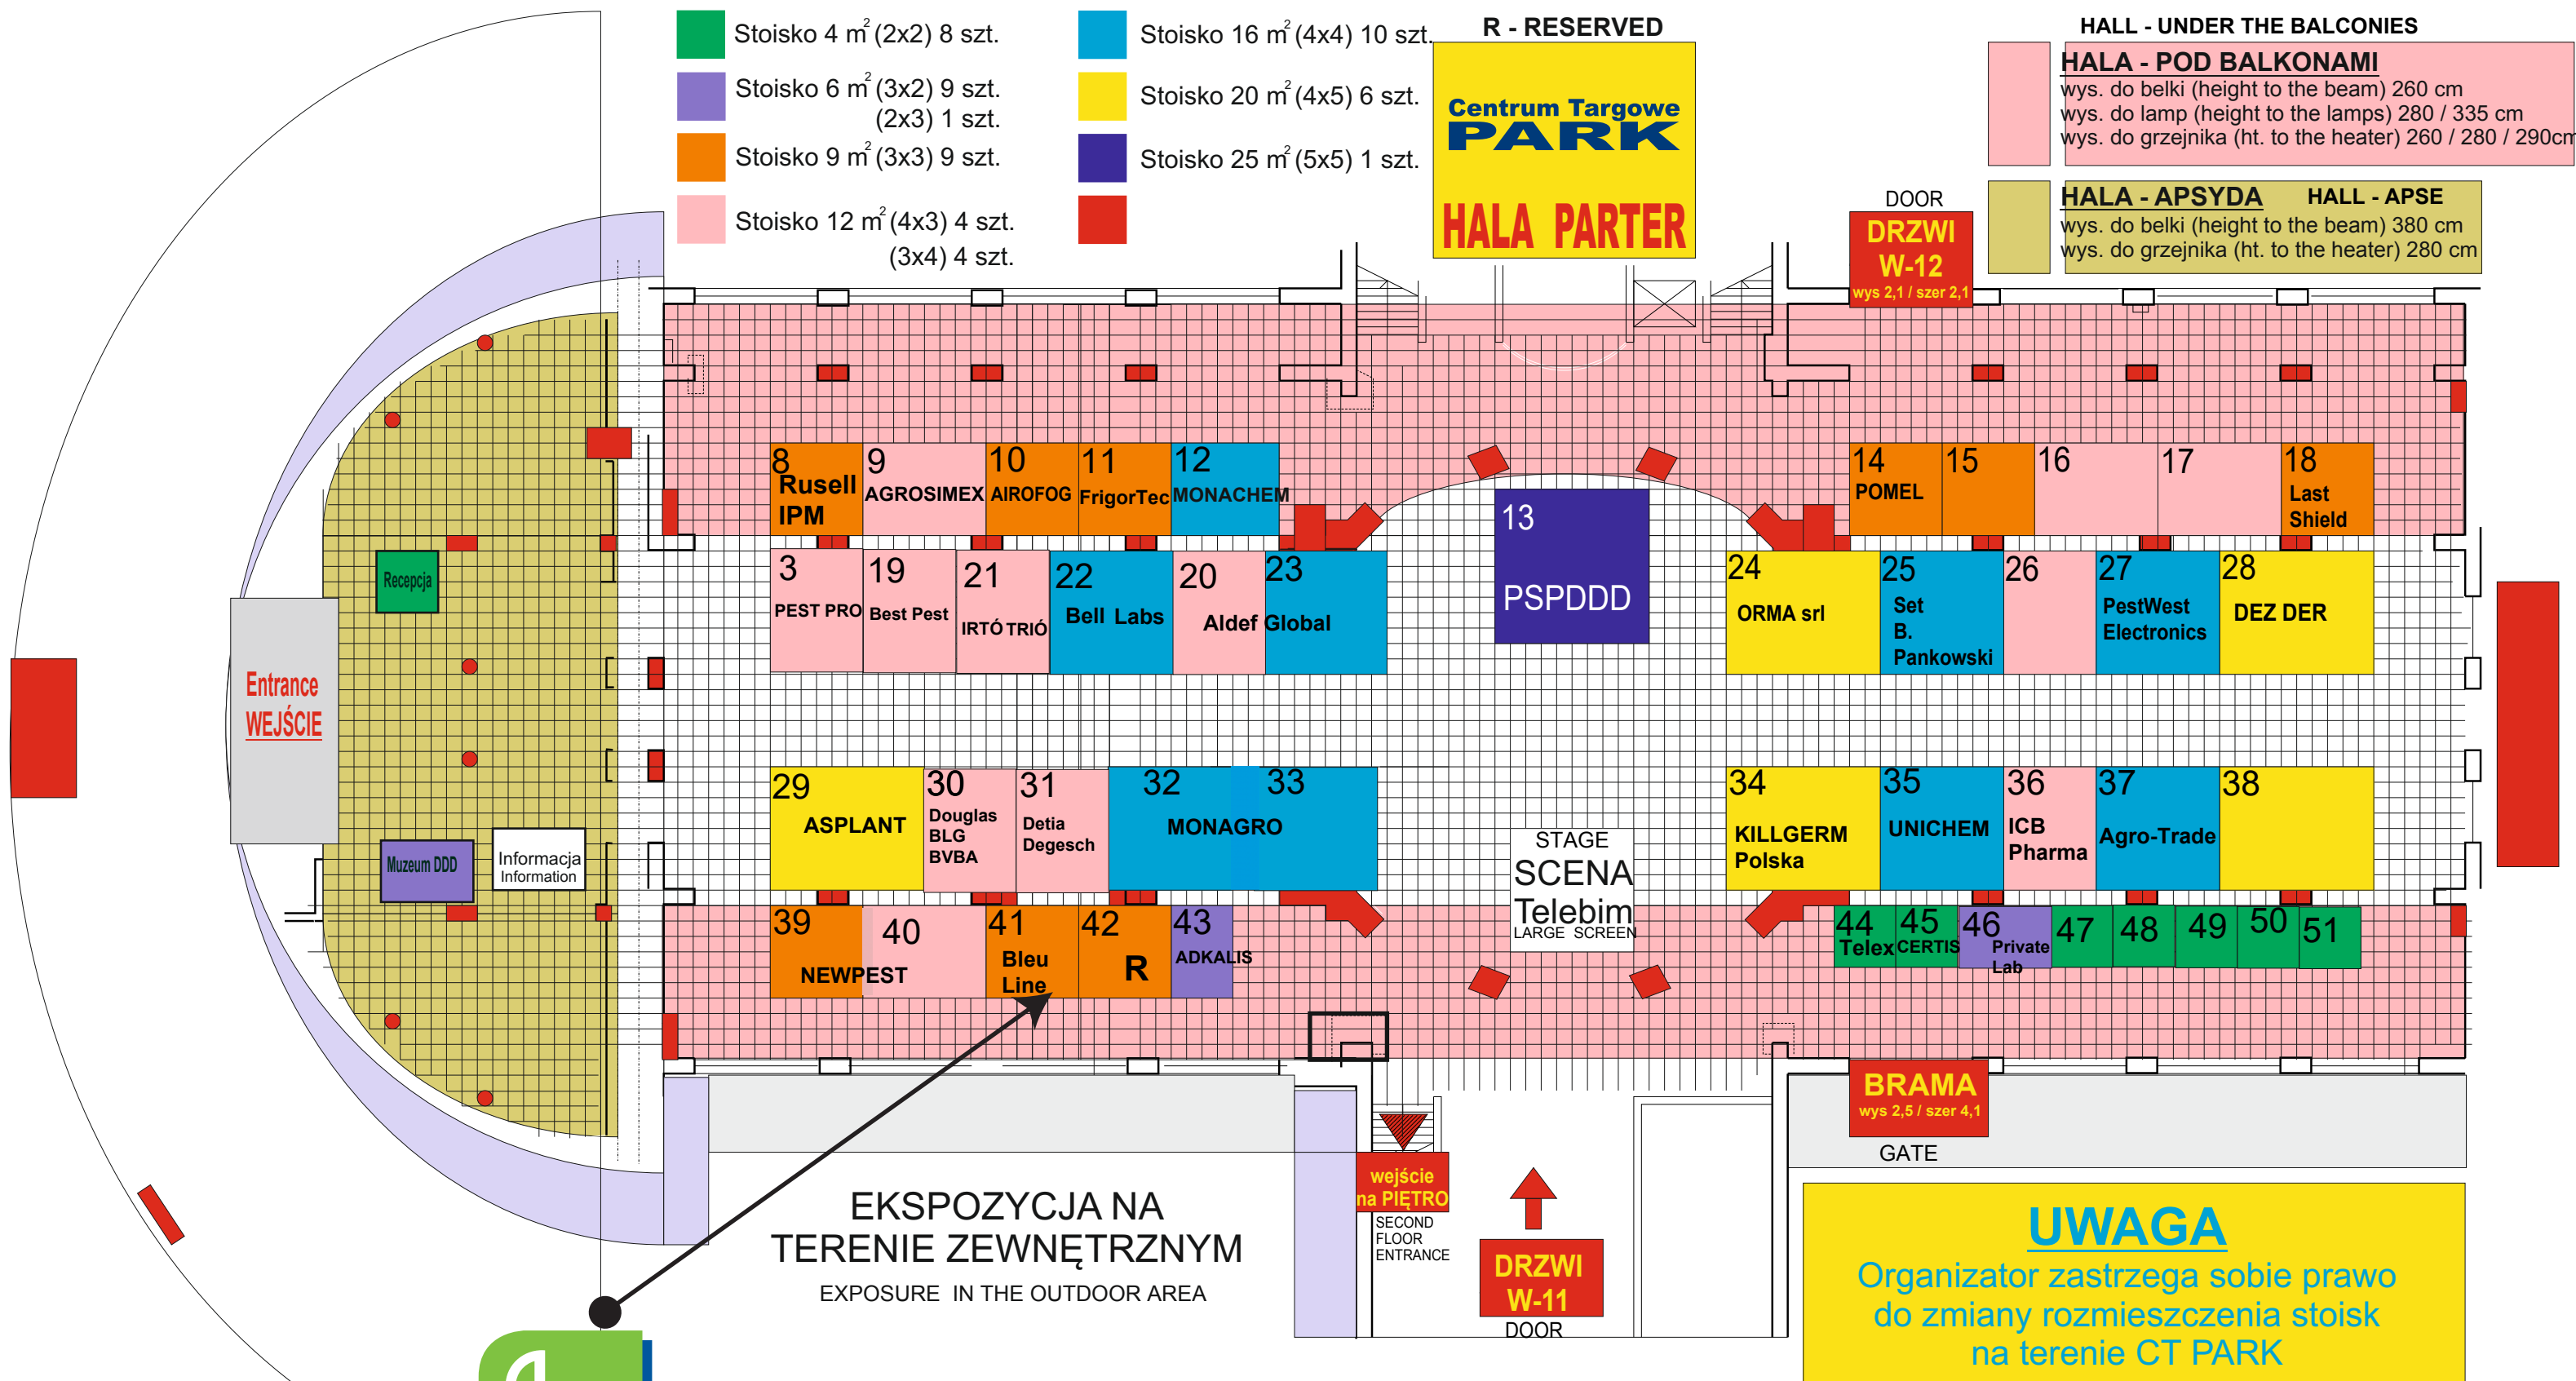 Stoisko 4 m² (2x2) 8 szt.
Stoisko 6 m² (3x2) 9 szt.
(2x3) 1 szt.
Stoisko 9 m² (3x3) 9 szt.
Stoisko 12 m² (4x3) 4 szt.
(3x4) 4 szt.
Stoisko 16 m² (4x4) 10 szt.
Stoisko 20 m² (4x5) 6 szt.
Stoisko 25 m² (5x5) 1 szt.
R - RESERVED
Centrum Targowe
PARK
HALA PARTER
HALL - UNDER THE BALCONIES
HALA - POD BALKONAMI
wys. do belki (height to the beam) 260 cm
wys. do lamp (height to the lamps) 280 / 335 cm
wys. do grzejnika (ht. to the heater) 260 / 280 / 290cm
HALA - APSYDA HALL - APSE
wys. do belki (height to the beam) 380 cm
wys. do grzejnika (ht. to the heater) 280 cm
DOOR
DRZWI
W-12
wys 2,1 / szer 2,1
8
Rusell
IPM
9
AGROSIMEX
10
AIROFOG
11
FrigorTec
12
MONACHEM
13
PSPDDD
14
POMEL
15
16
17
18
Last
Shield
3
PEST PRO
19
Best Pest
21
IRTÓ TRIÓ
22
Bell Labs
20
23
Aldef Global
24
ORMA srl
25
Set
B.
Pankowski
26
27
PestWest
Electronics
28
DEZ DER
Recepcja
Entrance
WEJŚCIE
Muzeum DDD
Informacja
Information
29
ASPLANT
30
Douglas
BLG
BVBA
31
Detia
Degesch
32
33
MONAGRO
STAGE
SCENA
Telebim
LARGE SCREEN
34
KILLGERM
Polska
35
UNICHEM
36
ICB
Pharma
37
Agro-Trade
38
39
40
NEWPEST
41
Bleu
Line
42
R
43
ADKALIS
44
Telex
45
CERTIS
46
Private
Lab
47
48
49
50
51
BRAMA
wys 2,5 / szer 4,1
GATE
wejście
na PIĘTRO
SECOND
FLOOR
ENTRANCE
DRZWI
W-11
DOOR
EKSPOZYCJA NA
TERENIE ZEWNĘTRZNYM
EXPOSURE IN THE OUTDOOR AREA
UWAGA
Organizator zastrzega sobie prawo
do zmiany rozmieszczenia stoisk
na terenie CT PARK